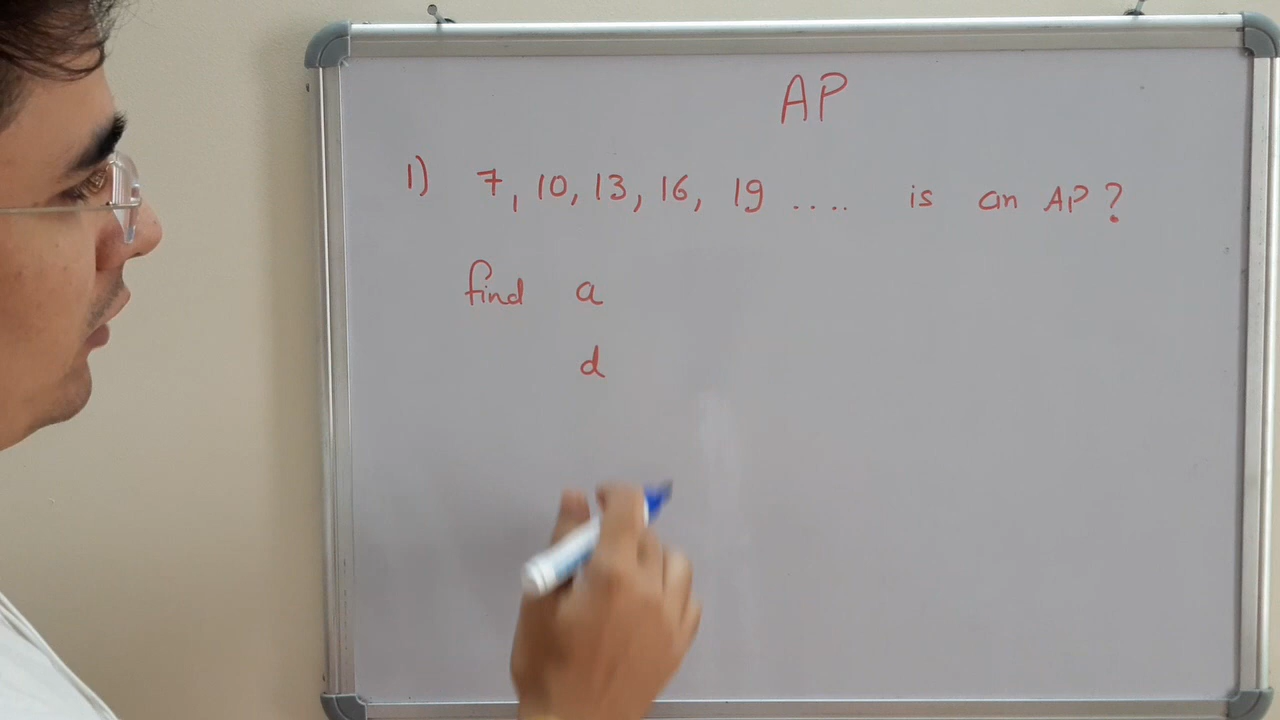 AP
1) 7, 10, 13, 16, 19 .... is an AP?
find a
d